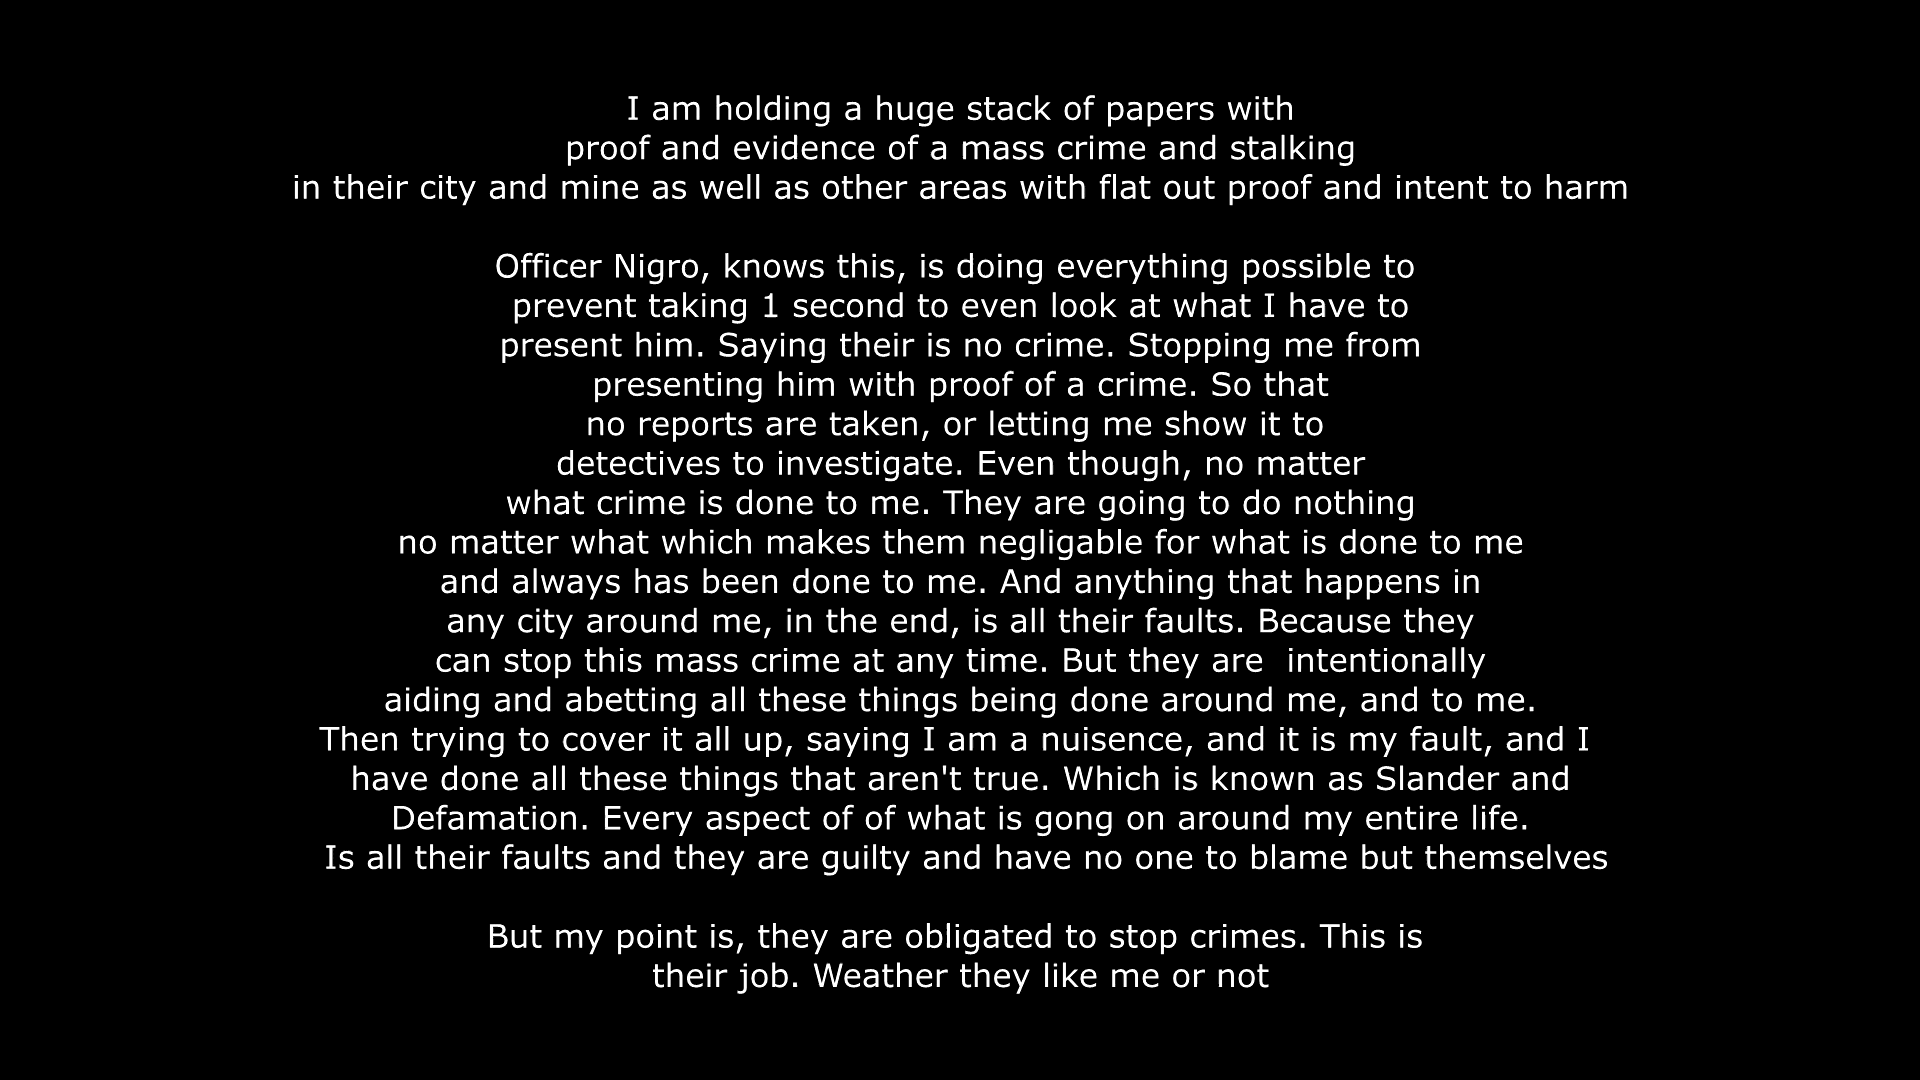 I am holding a huge stack of papers with
proof and evidence of a mass crime and stalking
in their city and mine as well as other areas with flat out proof and intent to harm
Officer Nigro, knows this, is doing everything possible to
prevent taking 1 second to even look at what I have to
present him. Saying their is no crime. Stopping me from
presenting him with proof of a crime. So that
no reports are taken, or letting me show it to
detectives to investigate. Even though, no matter
what crime is done to me. They are going to do nothing
no matter what which makes them negligable for what is done to me
and always has been done to me. And anything that happens in
any city around me, in the end, is all their faults. Because they
can stop this mass crime at any time. But they are  intentionally
aiding and abetting all these things being done around me, and to me.
Then trying to cover it all up, saying I am a nuisence, and it is my fault, and I
have done all these things that aren't true. Which is known as Slander and
Defamation. Every aspect of of what is gong on around my entire life.
Is all their faults and they are guilty and have no one to blame but themselves
But my point is, they are obligated to stop crimes. This is
their job. Weather they like me or not